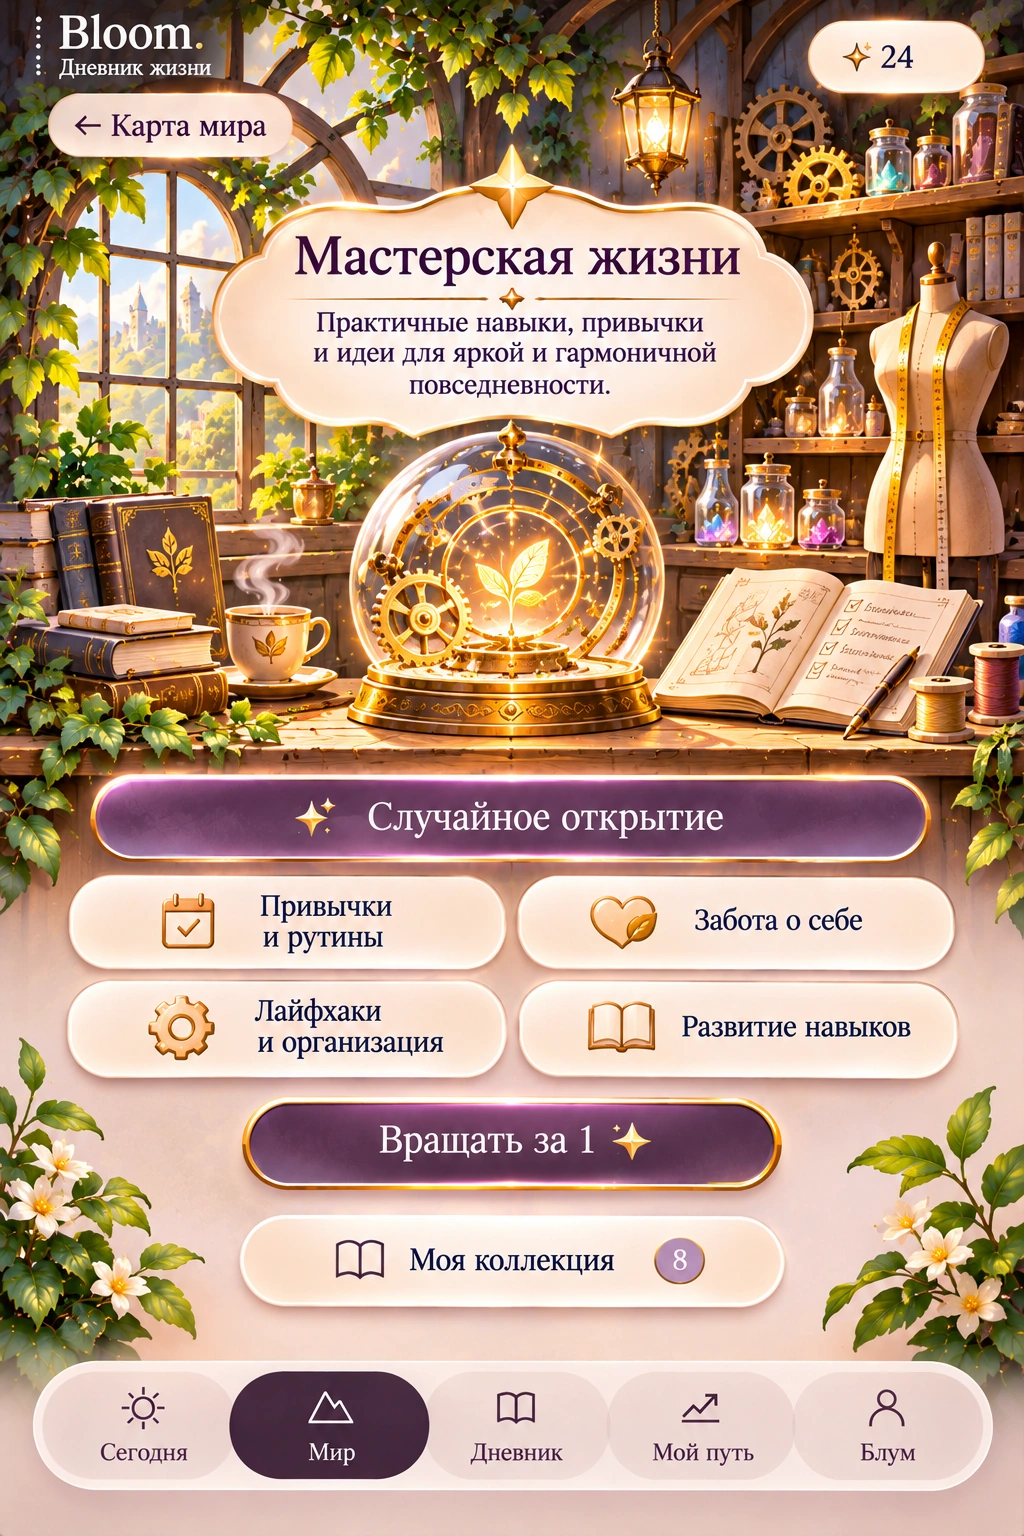 Bloom.
Дневник жизни
24
← Карта мира
Мастерская жизни
Практичные навыки, привычки
и идеи для яркой и гармоничной
повседневности.
Случайное открытие
Привычки
и рутины
Забота о себе
Лайфхаки
и организация
Развитие навыков
Вращать за 1
Моя коллекция 8
Сегодня
Мир
Дневник
Мой путь
Блум